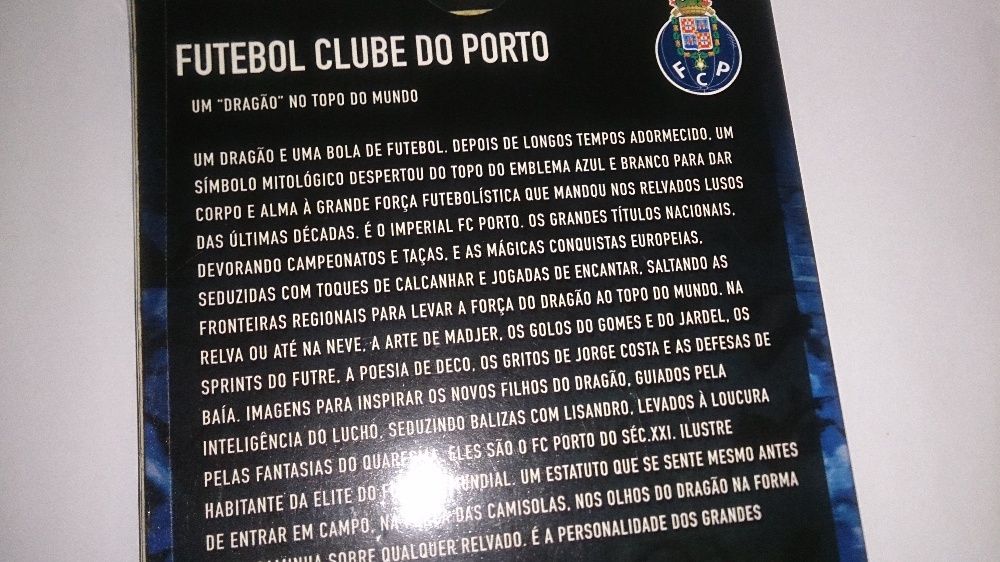 FUTEBOL CLUBE DO PORTO
FCP
UM "DRAGÃO" NO TOPO DO MUNDO
UM DRAGÃO E UMA BOLA DE FUTEBOL. DEPOIS DE LONGOS TEMPOS ADORMECIDO, UM
SÍMBOLO MITOLÓGICO DESPERTOU DO TOPO DO EMBLEMA AZUL E BRANCO PARA DAR
CORPO E ALMA À GRANDE FORÇA FUTEBOLÍSTICA QUE MANDOU NOS RELVADOS LUSOS
DAS ÚLTIMAS DÉCADAS. É O IMPERIAL FC PORTO. OS GRANDES TÍTULOS NACIONAIS,
DEVORANDO CAMPEONATOS E TAÇAS, E AS MÁGICAS CONQUISTAS EUROPEIAS,
SEDUZIDAS COM TOQUES DE CALCANHAR E JOGADAS DE ENCANTAR, SALTANDO AS
FRONTEIRAS REGIONAIS PARA LEVAR A FORÇA DO DRAGÃO AO TOPO DO MUNDO. NA
RELVA OU ATÉ NA NEVE, A ARTE DE MADJER, OS GOLOS DO GOMES E DO JARDEL, OS
SPRINTS DO FUTRE, A POESIA DE DECO, OS GRITOS DE JORGE COSTA E AS DEFESAS DE
BAÍA. IMAGENS PARA INSPIRAR OS NOVOS FILHOS DO DRAGÃO, GUIADOS PELA
INTELIGÊNCIA DO LUCHO, SEDUZINDO BALIZAS COM LISANDRO, LEVADOS À LOUCURA
PELAS FANTASIAS DO QUARESMA, ELES SÃO O FC PORTO DO SÉC.XXI. ILUSTRE
HABITANTE DA ELITE DO MUNDIAL. UM ESTATUTO QUE SE SENTE MESMO ANTES
DE ENTRAR EM CAMPO, DAS CAMISOLAS, NOS OLHOS DO DRAGÃO NA FORMA
SOBRE QUALQUER RELVADO. É A PERSONALIDADE DOS GRANDES